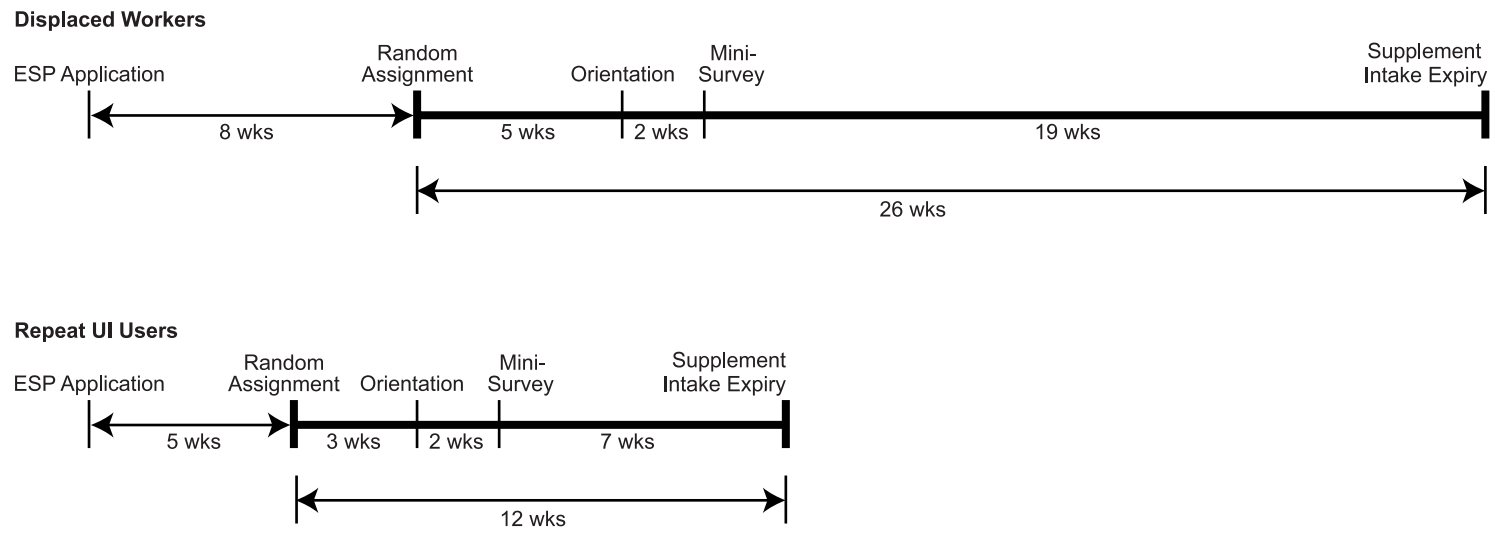 Displaced Workers
Random
Mini-
Supplement
ESP Application
Assignment
Orientation
Survey
Intake Expiry
8 wks
5 wks
2 wks
19 wks
26 wks
Repeat UI Users
Random
Mini-
Supplement
ESP Application
Assignment
Orientation
Survey
Intake Expiry
5 wks
3 wks
2 wks
7 wks
12 wks